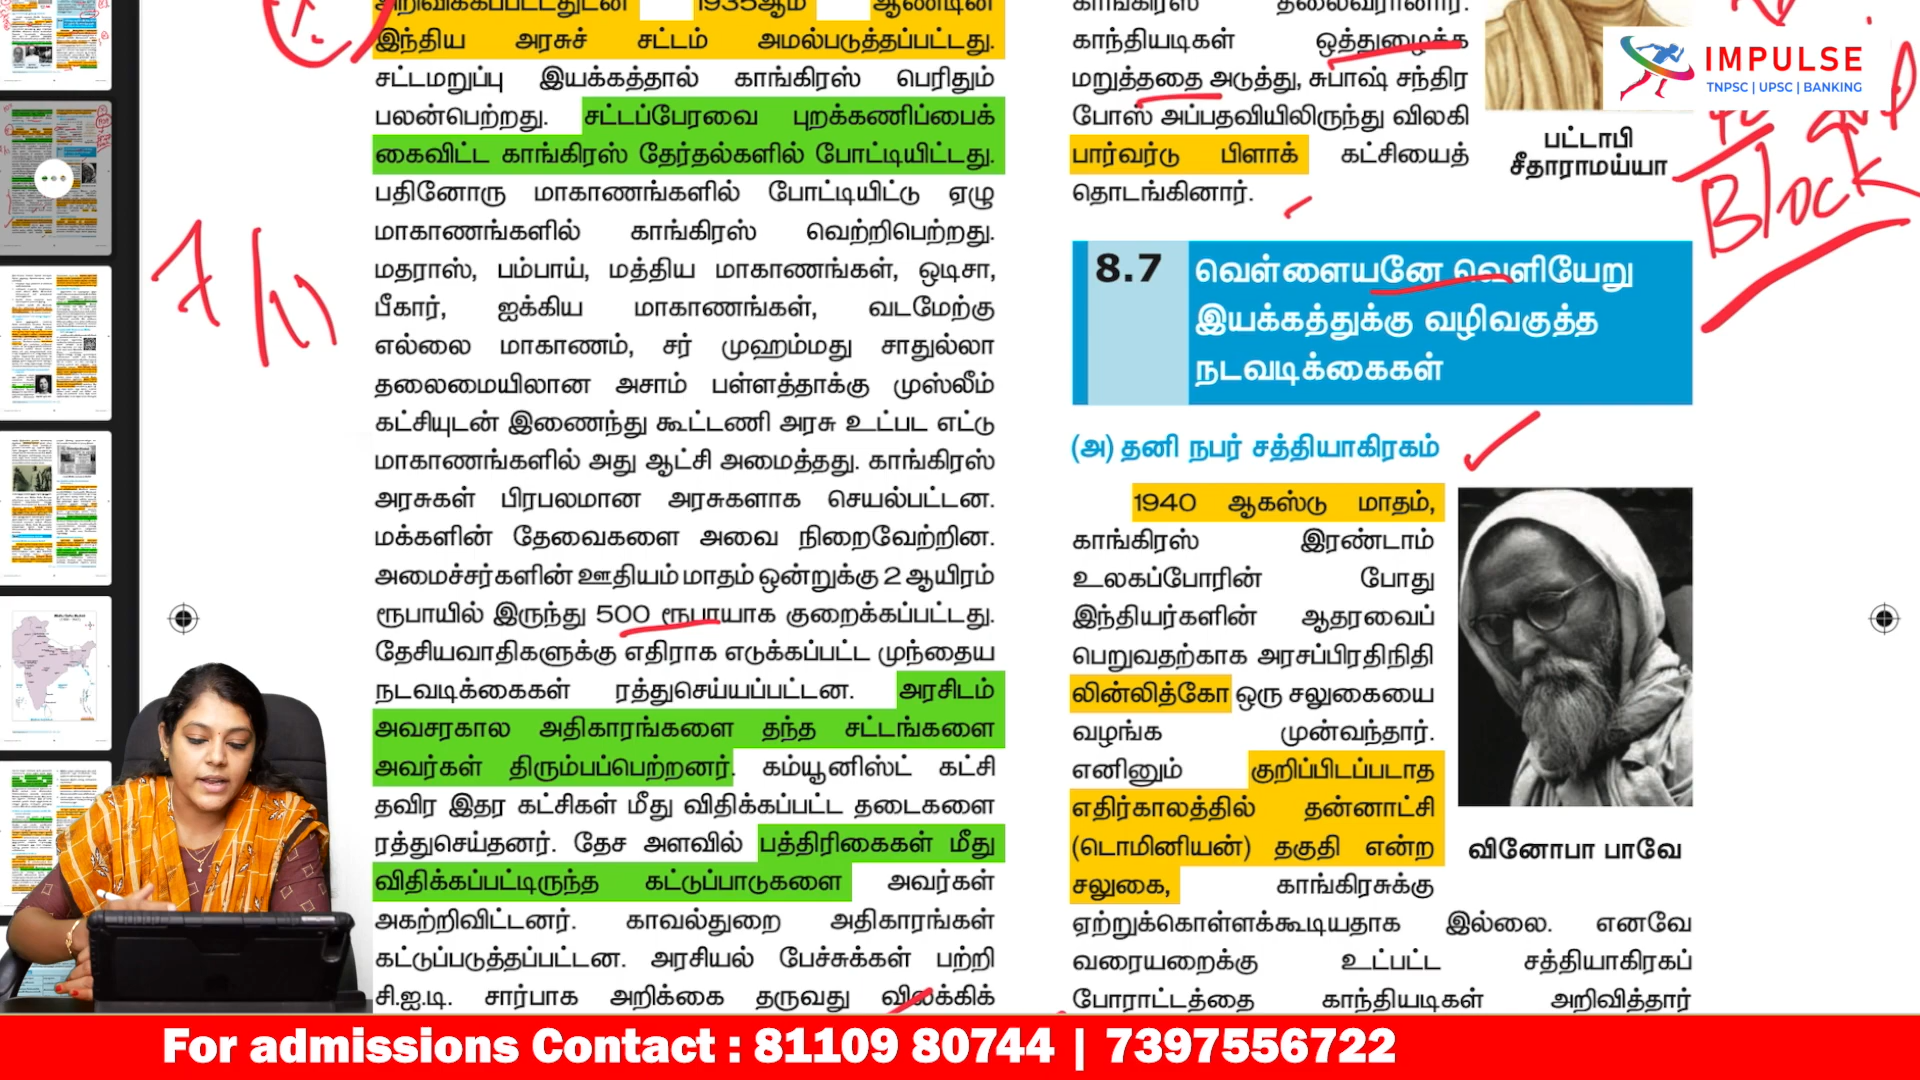 அறிவிக்கப்பட்டதுடன் 1935ஆம் ஆண்டின்
இந்திய அரசுச் சட்டம் அமல்படுத்தப்பட்டது.
சட்டமறுப்பு இயக்கத்தால் காங்கிரஸ் பெரிதும்
பலன்பெற்றது. சட்டப்பேரவை புறக்கணிப்பைக்
கைவிட்ட காங்கிரஸ் தேர்தல்களில் போட்டியிட்டது.
பதினோரு மாகாணங்களில் போட்டியிட்டு ஏழு
மாகாணங்களில் காங்கிரஸ் வெற்றிபெற்றது.
மதராஸ், பம்பாய், மத்திய மாகாணங்கள், ஒடிசா,
பீகார், ஐக்கிய மாகாணங்கள், வடமேற்கு
எல்லை மாகாணம், சர் முஹம்மது சாதுல்லா
தலைமையிலான அசாம் பள்ளத்தாக்கு முஸ்லீம்
கட்சியுடன் இணைந்து கூட்டணி அரசு உட்பட எட்டு
மாகாணங்களில் அது ஆட்சி அமைத்தது. காங்கிரஸ்
அரசுகள் பிரபலமான அரசுகளாக செயல்பட்டன.
மக்களின் தேவைகளை அவை நிறைவேற்றின.
அமைச்சர்களின் ஊதியம் மாதம் ஒன்றுக்கு 2 ஆயிரம்
ரூபாயில் இருந்து 500 ரூபாயாக குறைக்கப்பட்டது.
தேசியவாதிகளுக்கு எதிராக எடுக்கப்பட்ட முந்தைய
நடவடிக்கைகள் ரத்துசெய்யப்பட்டன. அரசிடம்
அவசரகால அதிகாரங்களை தந்த சட்டங்களை
அவர்கள் திரும்பப்பெற்றனர். கம்யூனிஸ்ட் கட்சி
தவிர இதர கட்சிகள் மீது விதிக்கப்பட்ட தடைகளை
ரத்துசெய்தனர். தேச அளவில் பத்திரிகைகள் மீது
விதிக்கப்பட்டிருந்த கட்டுப்பாடுகளை அவர்கள்
அகற்றிவிட்டனர். காவல்துறை அதிகாரங்கள்
கட்டுப்படுத்தப்பட்டன. அரசியல் பேச்சுக்கள் பற்றி
சி.ஐ.டி. சார்பாக அறிக்கை தருவது விலக்கிக்
7/11
காங்கிரஸ் தலைவரானார்.
காந்தியடிகள் ஒத்துழைக்க
மறுத்ததை அடுத்து, சுபாஷ் சந்திர
போஸ் அப்பதவியிலிருந்து விலகி
பார்வர்டு பிளாக் கட்சியைத்
தொடங்கினார்.
பட்டாபி
சீதாராமய்யா
IMPULSE
TNPSC | UPSC | BANKING
Block
8.7 வெள்ளையனே வெளியேறு
இயக்கத்துக்கு வழிவகுத்த
நடவடிக்கைகள்
(அ) தனி நபர் சத்தியாகிரகம்
1940 ஆகஸ்டு மாதம்,
காங்கிரஸ் இரண்டாம்
உலகப்போரின் போது
இந்தியர்களின் ஆதரவைப்
பெறுவதற்காக அரசப்பிரதிநிதி
லின்லித்கோ ஒரு சலுகையை
வழங்க முன்வந்தார்.
எனினும் குறிப்பிடப்படாத
எதிர்காலத்தில் தன்னாட்சி
(டொமினியன்) தகுதி என்ற
சலுகை, காங்கிரசுக்கு
ஏற்றுக்கொள்ளக்கூடியதாக இல்லை. எனவே
வரையறைக்கு உட்பட்ட சத்தியாகிரகப்
போராட்டத்தை காந்தியடிகள் அறிவித்தார்
வினோபா பாவே
For admissions Contact : 81109 80744 | 7397556722